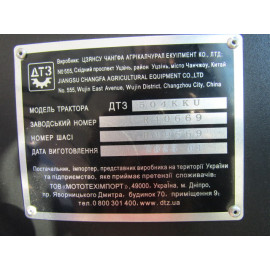 Виробник: ЦЗЯНСУ ЧАНГФА АГРІКАЛЧУРАЛ ЕКУІПМЕНТ КО., ЛТД.
№ 555, Східний проспект Уцзінь, район Уцзінь, місто Чанчжоу, Китай
JIANGSU CHANGFA AGRICULTURAL EQUIPMENT CO.,LTD
No. 555, Wujin East Avenue, Wujin District, Changzhou City, China
ДТЗ
МОДЕЛЬ ТРАКТОРА ДТЗ 504KKU
ЗАВОДСЬКИЙ НОМЕР
НОМЕР ШАСІ
ДАТА ВИГОТОВЛЕННЯ
Постачальник, імпортер, представник виробника на території України
та підприємство, яке приймає претензії споживачів:
ТОВ "МОТОТЕХІМПОРТ", 49000, Україна, м. Дніпро,
пр. Яворницького Дмитра, будинок 70, приміщення 9;
тел. 0 800 301 400. www.dtz.ua